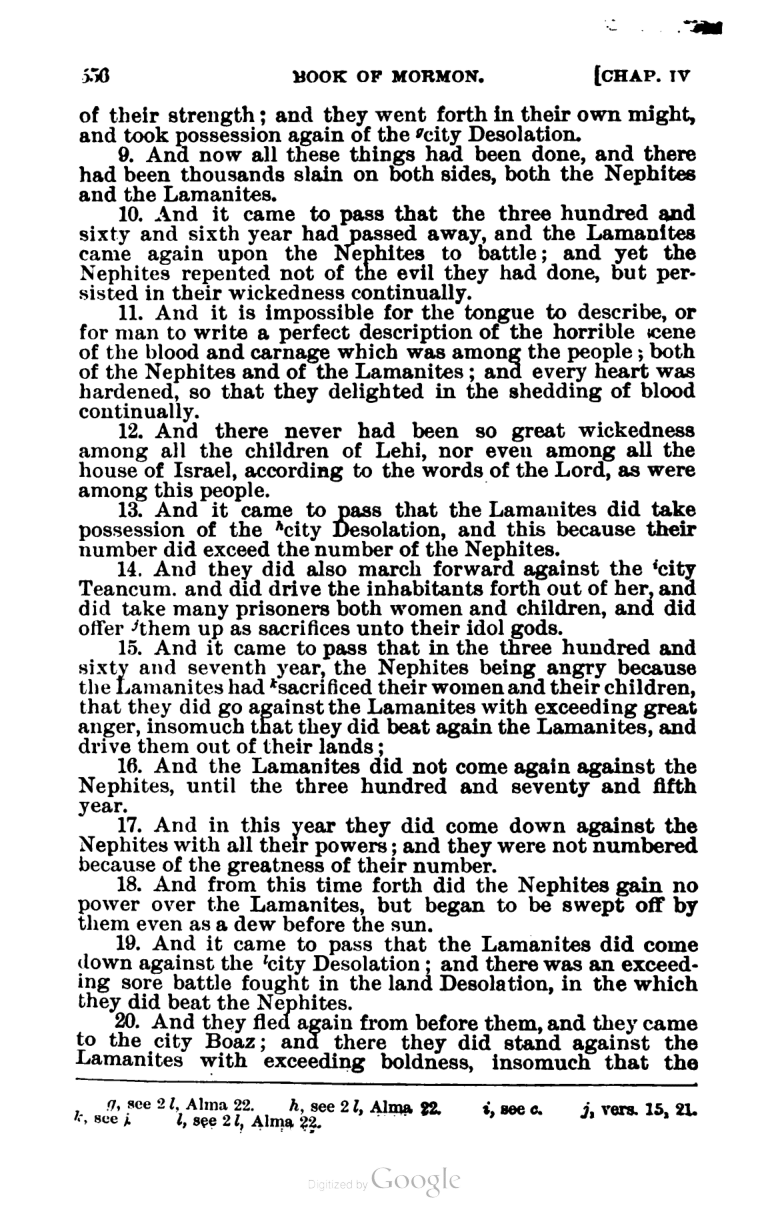 556 BOOK OF MORMON. [CHAP. IV
of their strength; and they went forth in their own might,
and took possession again of the gcity Desolation.
9. And now all these things had been done, and there
had been thousands slain on both sides, both the Nephites
and the Lamanites.
10. And it came to pass that the three hundred and
sixty and sixth year had passed away, and the Lamanites
came again upon the Nephites to battle; and yet the
Nephites repented not of the evil they had done, but per-
sisted in their wickedness continually.
11. And it is impossible for the tongue to describe, or
for man to write a perfect description of the horrible scene
of the blood and carnage which was among the people; both
of the Nephites and of the Lamanites; and every heart was
hardened, so that they delighted in the shedding of blood
continually.
12. And there never had been so great wickedness
among all the children of Lehi, nor even among all the
house of Israel, according to the words of the Lord, as were
among this people.
13. And it came to pass that the Lamanites did take
possession of the hcity Desolation, and this because their
number did exceed the number of the Nephites.
14. And they did also march forward against the icity
Teancum. and did drive the inhabitants forth out of her, and
did take many prisoners both women and children, and did
offer jthem up as sacrifices unto their idol gods.
15. And it came to pass that in the three hundred and
sixty and seventh year, the Nephites being angry because
the Lamanites had ksacrificed their women and their children,
that they did go against the Lamanites with exceeding great
anger, insomuch that they did beat again the Lamanites, and
drive them out of their lands;
16. And the Lamanites did not come again against the
Nephites, until the three hundred and seventy and fifth
year.
17. And in this year they did come down against the
Nephites with all their powers; and they were not numbered
because of the greatness of their number.
18. And from this time forth did the Nephites gain no
power over the Lamanites, but began to be swept off by
them even as a dew before the sun.
19. And it came to pass that the Lamanites did come
down against the lcity Desolation; and there was an exceed-
ing sore battle fought in the land Desolation, in the which
they did beat the Nephites.
20. And they fled again from before them, and they came
to the city Boaz; and there they did stand against the
Lamanites with exceeding boldness, insomuch that the
g, see 2 l, Alma 22. h, see 2 l, Alma 22. i, see c. j, vers. 15, 21.
k, see j. l, see 2 l, Alma 22.
Digitized by Google